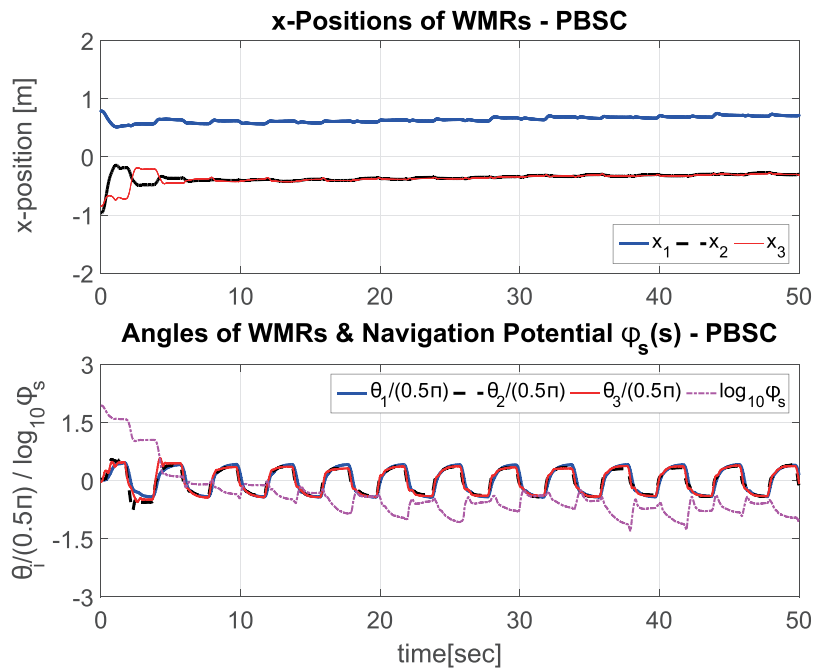 x-Positions of WMRs - PBSC
x-position [m]
2
1
0
-1
-2
x₁ x₂ x₃
0 10 20 30 40 50
Angles of WMRs & Navigation Potential φₛ(s) - PBSC
θᵢ/(0.5π) / log₁₀φₛ
3
1.5
0
-1.5
-3
θ₁/(0.5π) θ₂/(0.5π) θ₃/(0.5π) log₁₀φₛ
0 10 20 30 40 50
time[sec]